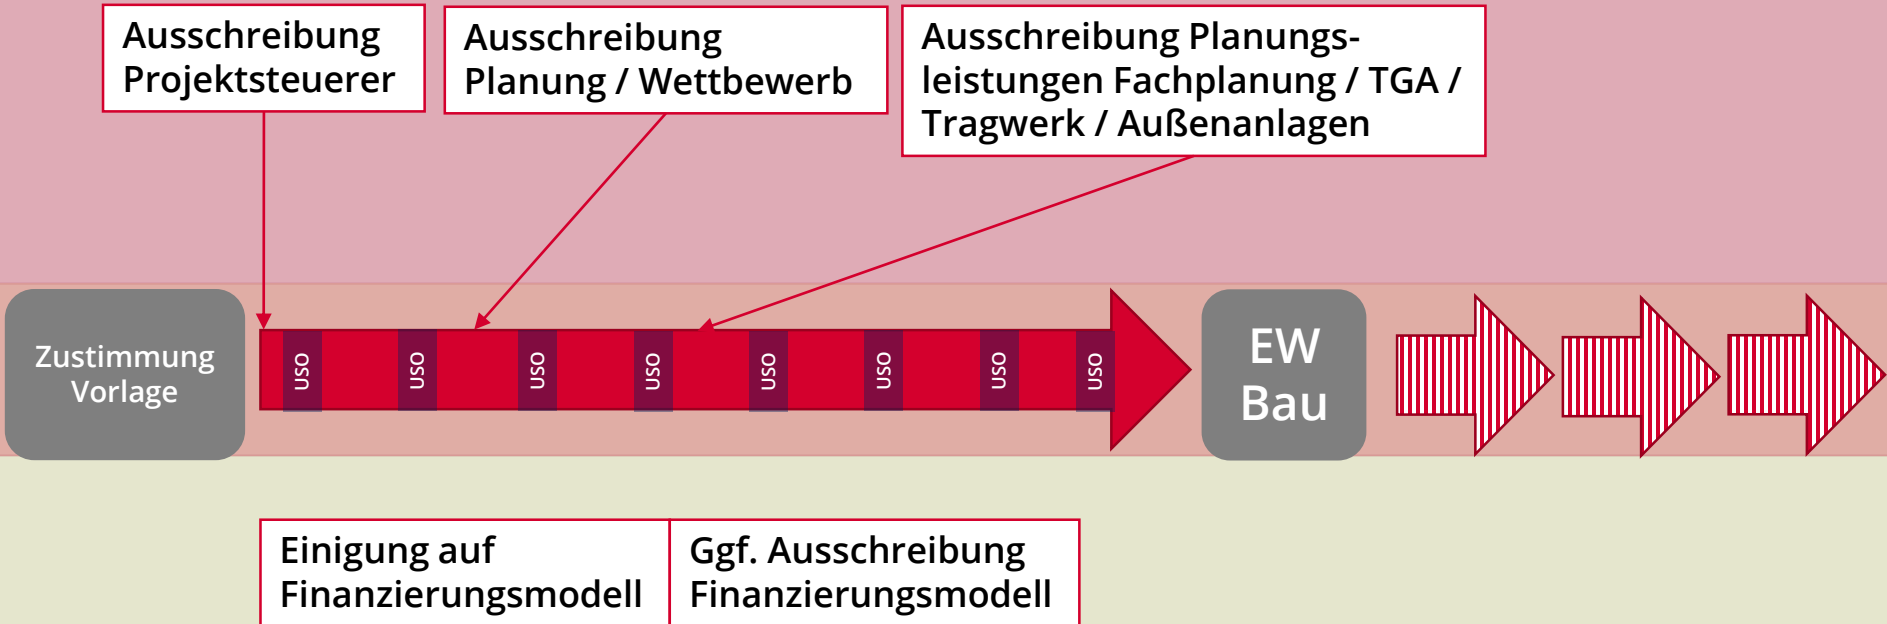 Ausschreibung
Projektsteuerer
Ausschreibung
Planung / Wettbewerb
Ausschreibung Planungs-
leistungen Fachplanung / TGA /
Tragwerk / Außenanlagen
Zustimmung
Vorlage
USO
USO
USO
USO
USO
USO
USO
USO
EW
Bau
Einigung auf
Finanzierungsmodell
Ggf. Ausschreibung
Finanzierungsmodell